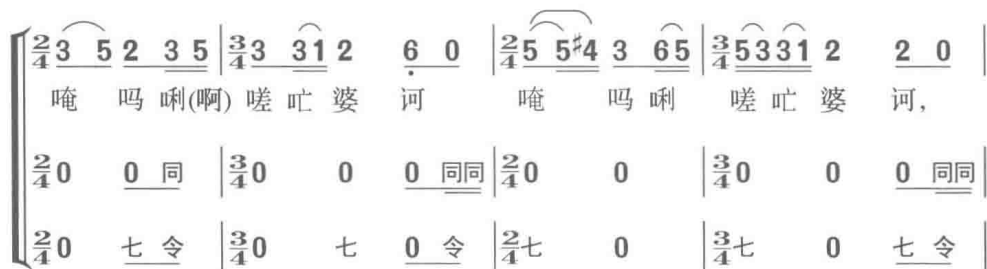 2/4 3 5 2 3 5 | 3/4 3 3 1 2 6 0 | 2/4 5 5 #4 3 6 5 | 3/4 5 3 3 1 2 2 0 |
唵 吗 唎(啊) 嗟 𠮷 婆 诃 唵 吗 唎 嗟 𠮷 婆 诃,
2/4 0 0 同 | 3/4 0 0 0 同同 | 2/4 0 0 | 3/4 0 0 0 同同 |
2/4 0 七 令 | 3/4 0 七 0 令 | 2/4 七 0 | 3/4 七 0 七 令 |